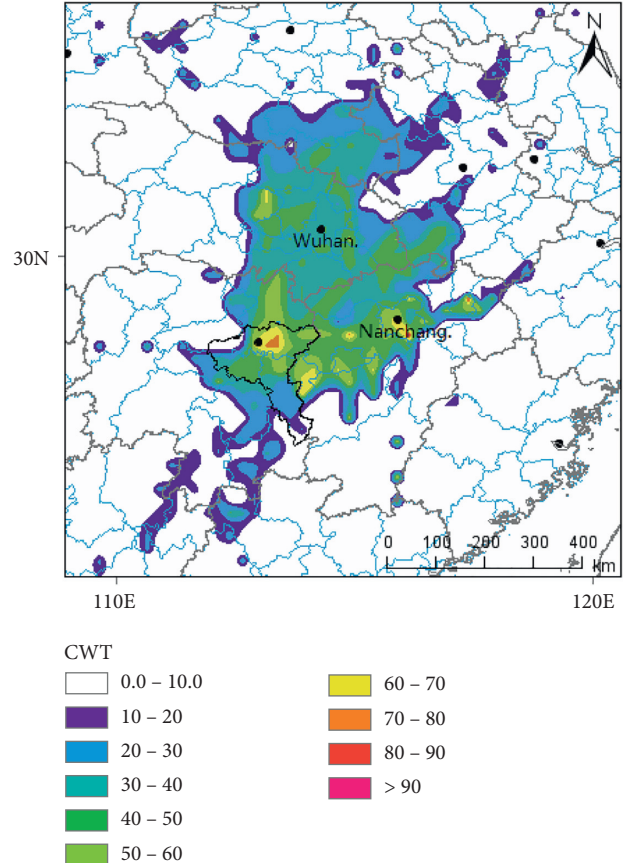 N
Wuhan.
30N
Nanchang.
0 100 200 300 400
km
110E 120E
CWT
0.0 – 10.0
10 – 20
20 – 30
30 – 40
40 – 50
50 – 60
60 – 70
70 – 80
80 – 90
> 90